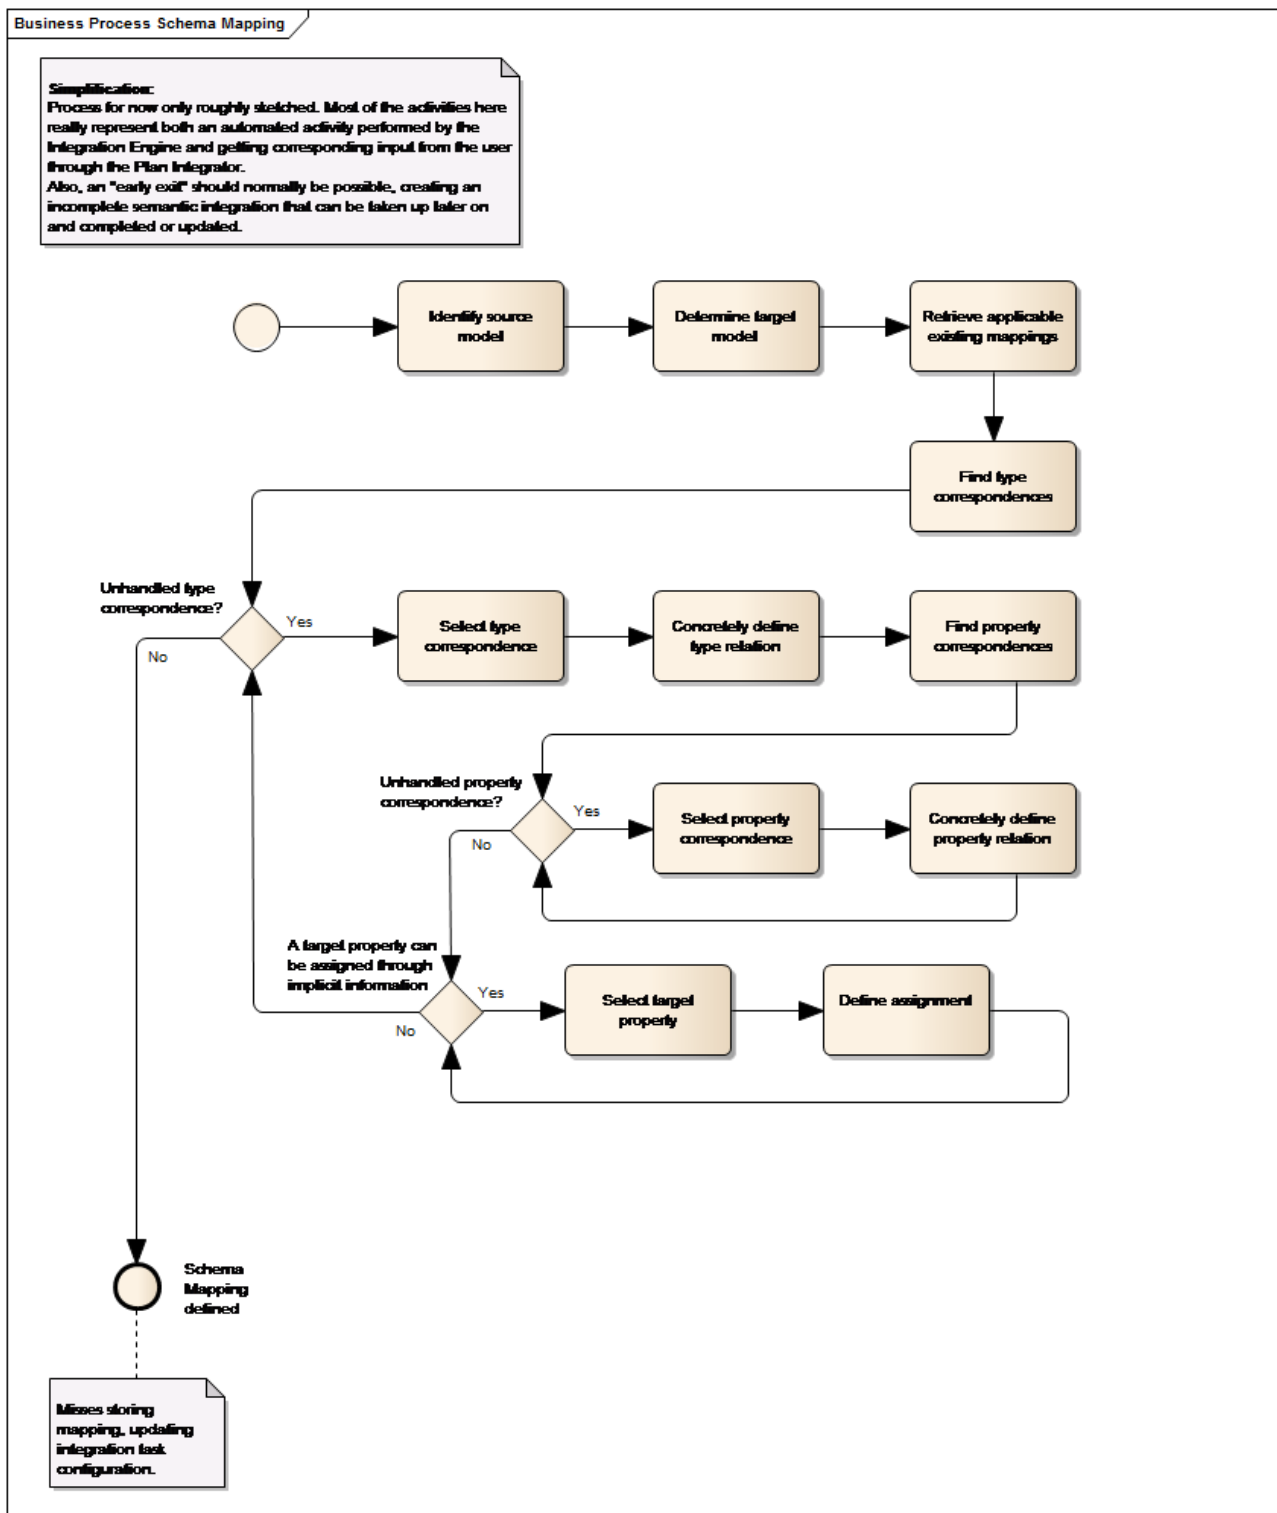 Business Process Schema Mapping
Simplification:
Process for now only roughly sketched. Most of the activities here
really represent both an automated activity performed by the
Integration Engine and getting corresponding input from the user
through the Plan Integrator.
Also, an "early exit" should normally be possible, creating an
incomplete semantic integration that can be taken up later on
and completed or updated.
Identify source
model
Determine target
model
Retrieve applicable
existing mappings
Find type
correspondences
Unhandled type
correspondence?
Yes
No
Select type
correspondence
Concretely define
type relation
Find property
correspondences
Unhandled property
correspondence?
Yes
No
Select property
correspondence
Concretely define
property relation
A target property can
be assigned through
implicit information
Yes
No
Select target
property
Define assignment
Schema
Mapping
defined
Misses storing
mapping, updating
integration task
configuration.